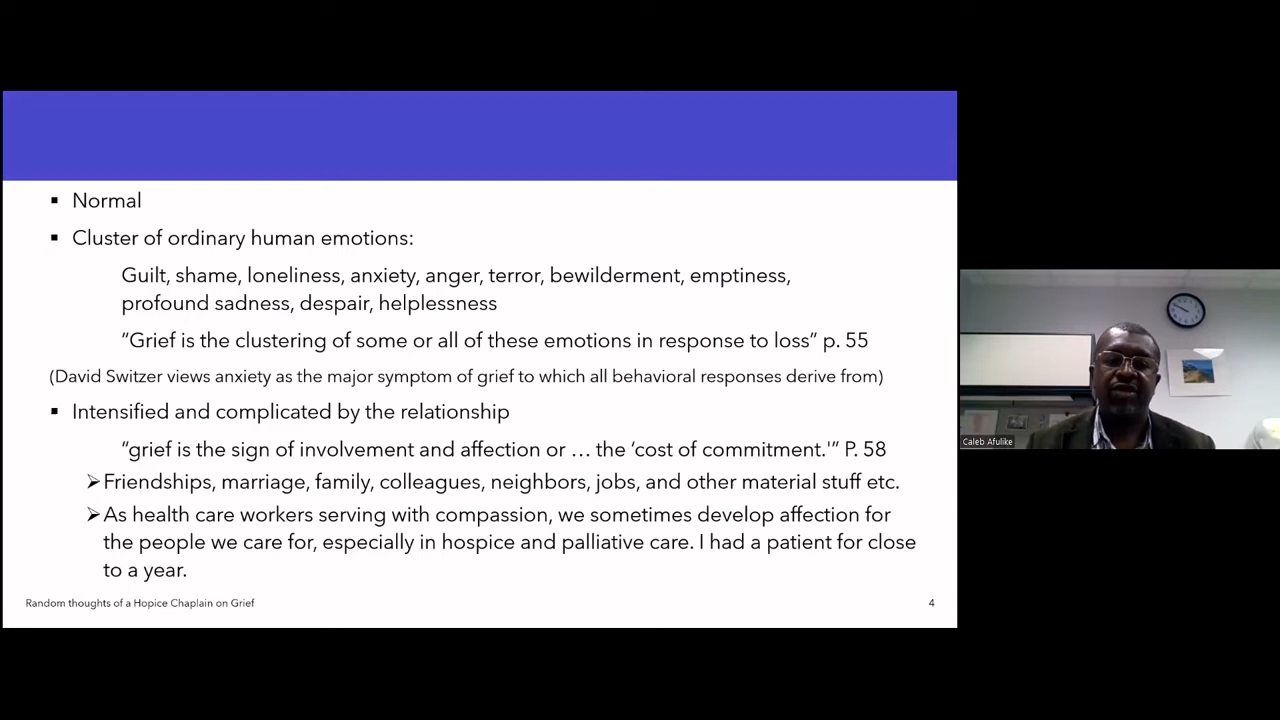 ▪ Normal
▪ Cluster of ordinary human emotions:
Guilt, shame, loneliness, anxiety, anger, terror, bewilderment, emptiness,
profound sadness, despair, helplessness
“Grief is the clustering of some or all of these emotions in response to loss” p. 55
(David Switzer views anxiety as the major symptom of grief to which all behavioral responses derive from)
▪ Intensified and complicated by the relationship
“grief is the sign of involvement and affection or … the ‘cost of commitment.'” P. 58
➢Friendships, marriage, family, colleagues, neighbors, jobs, and other material stuff etc.
➢As health care workers serving with compassion, we sometimes develop affection for
the people we care for, especially in hospice and palliative care. I had a patient for close
to a year.
Random thoughts of a Hopice Chaplain on Grief
4
Caleb Afulike